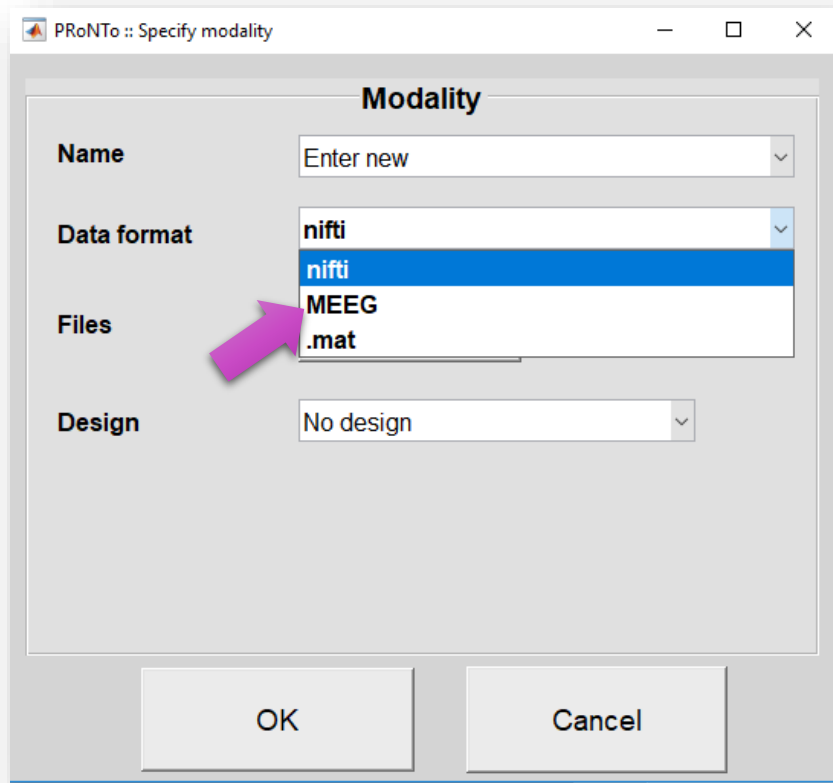 PRoNTo :: Specify modality
Modality
Name
Enter new
Data format
nifti
nifti
MEEG
.mat
Files
Design
No design
OK
Cancel